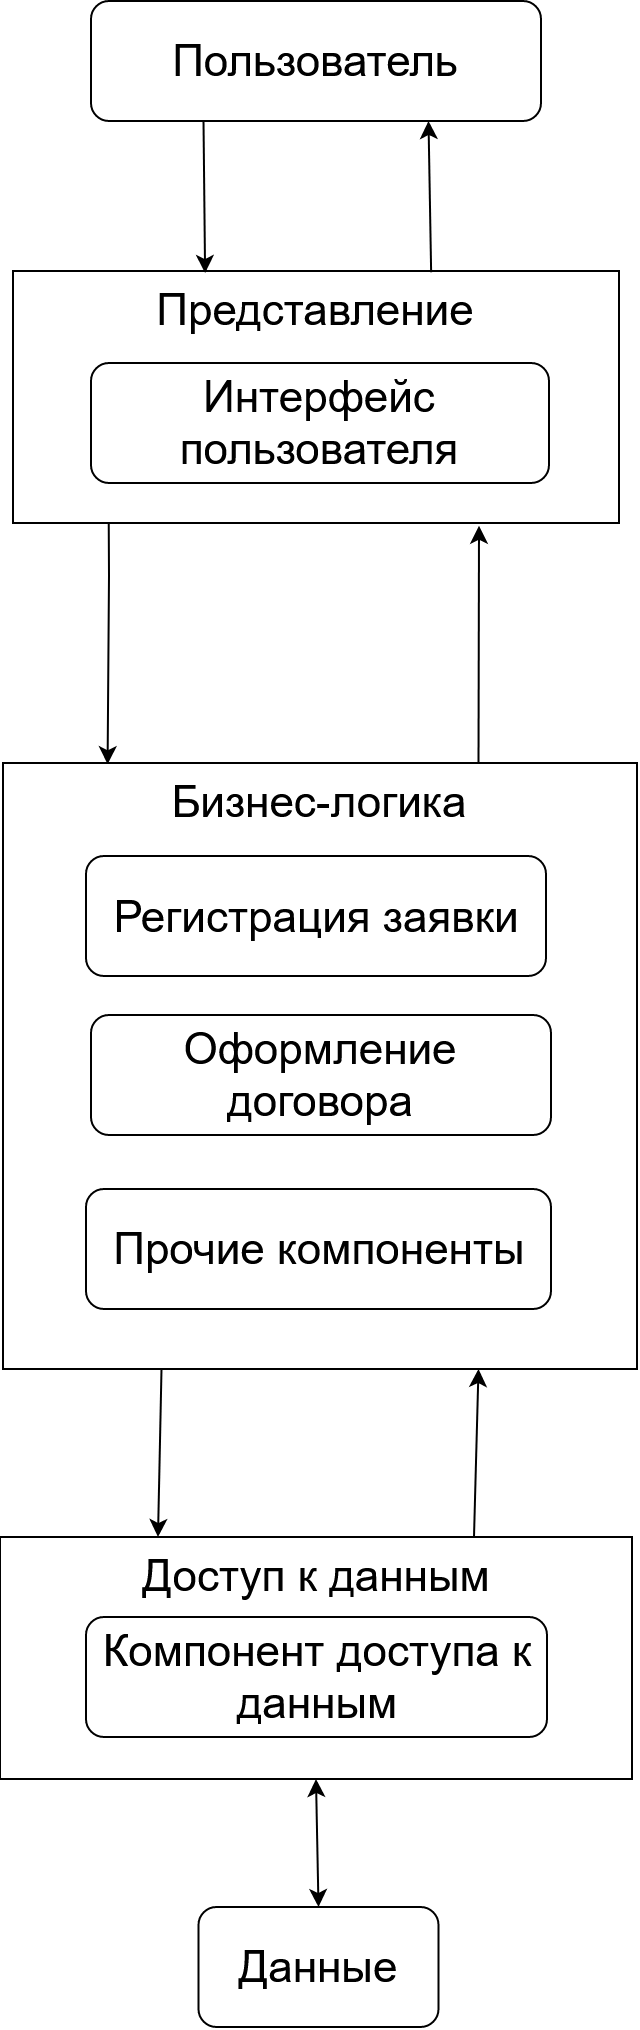 Пользователь
Представление
Интерфейс
пользователя
Бизнес-логика
Регистрация заявки
Оформление
договора
Прочие компоненты
Доступ к данным
Компонент доступа к
данным
Данные